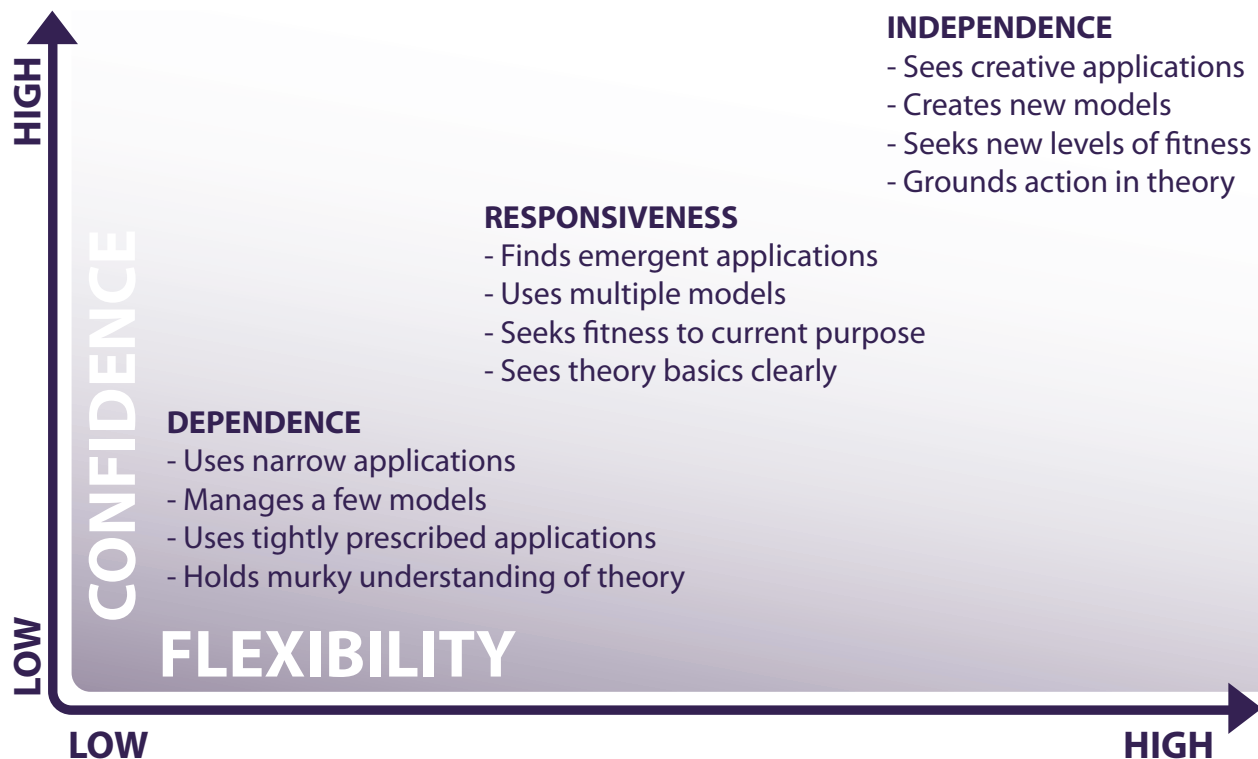 HIGH
INDEPENDENCE
- Sees creative applications
- Creates new models
- Seeks new levels of fitness
- Grounds action in theory
RESPONSIVENESS
- Finds emergent applications
- Uses multiple models
- Seeks fitness to current purpose
- Sees theory basics clearly
CONFIDENCE
DEPENDENCE
- Uses narrow applications
- Manages a few models
- Uses tightly prescribed applications
- Holds murky understanding of theory
LOW
FLEXIBILITY
LOW
HIGH